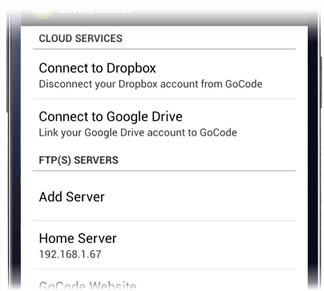 Connections
CLOUD SERVICES
Connect to Dropbox
Disconnect your Dropbox account from GoCode
Connect to Google Drive
Link your Google Drive account to GoCode
FTP(S) SERVERS
Add Server
Home Server
192.168.1.67
GoCode Website